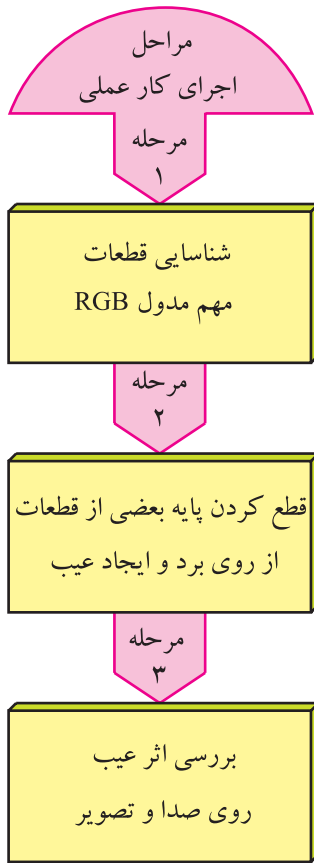 مراحل
اجرای کار عملی
مرحله
۱
شناسایی قطعات
مهم مدول RGB
مرحله
۲
قطع کردن پایه بعضی از قطعات
از روی برد و ایجاد عیب
مرحله
۳
بررسی اثر عیب
روی صدا و تصویر